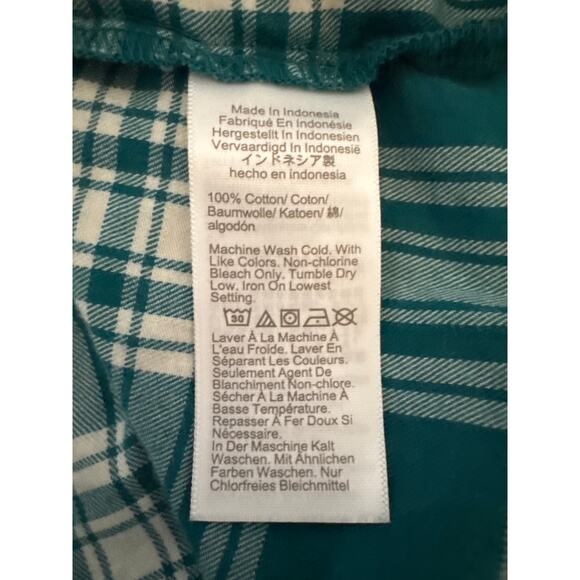 Made In Indonesia
Fabriqué En Indonésie
Hergestellt In Indonesien
Vervaardigd In Indonesië
インドネシア製
hecho en indonesia
100% Cotton/ Coton/
Baumwolle/ Katoen/ 綿/
algodón
Machine Wash Cold. With
Like Colors. Non-chlorine
Bleach Only. Tumble Dry
Low. Iron On Lowest
Setting.
30
Laver À La Machine À
L'eau Froide. Laver En
Séparant Les Couleurs.
Seulement Agent De
Blanchiment Non-chlore.
Sécher À La Machine À
Basse Température.
Repasser À Fer Doux Si
Nécessaire.
In Der Maschine Kalt
Waschen. Mit Ähnlichen
Farben Waschen. Nur
Chlorfreies Bleichmittel